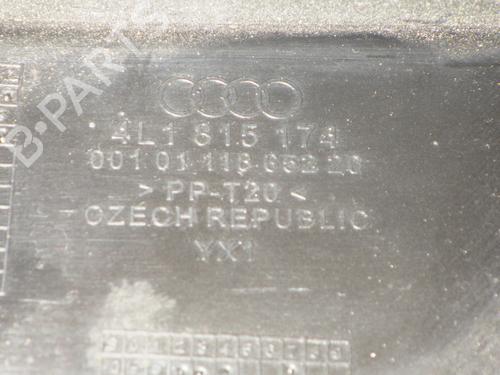 B-PARTS
4L1 815 174
001 01 118 652 20
> PP-T20 <
CZECH REPUBLIC
YX1